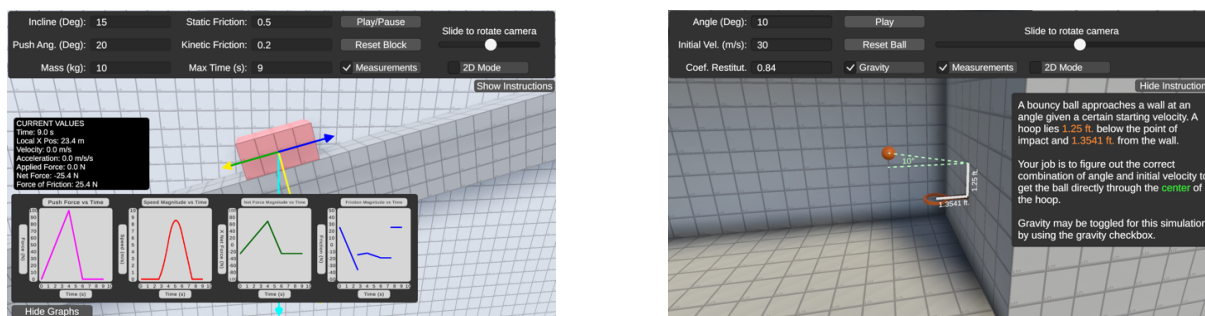 Incline (Deg): 15 Static Friction: 0.5 Play/Pause
Slide to rotate camera
Push Ang. (Deg): 20 Kinetic Friction: 0.2 Reset Block
Mass (kg): 10 Max Time (s): 9 Measurements 2D Mode
Show Instructions
CURRENT VALUES
Time: 9.0 s
Local X Pos: 23.4 m
Velocity: 0.0 m/s
Acceleration: 0.0 m/s/s
Applied Force: 0.0 N
Net Force: -25.4 N
Force of Friction: 25.4 N
Push Force vs Time Speed Magnitude vs Time Net Force Magnitude vs Time Friction Magnitude vs Time
Force (N) Speed (m/s) X Net Force (N) Friction (N)
Time (s) Time (s) Time (s) Time (s)
Hide Graphs
Angle (Deg): 10 Play
Slide to rotate camera
Initial Vel. (m/s): 30 Reset Ball
Coef. Restitut. 0.84 Gravity Measurements 2D Mode
Hide Instruction
A bouncy ball approaches a wall at an
angle given a certain starting velocity. A
hoop lies 1.25 ft. below the point of
impact and 1.3541 ft. from the wall.
Your job is to figure out the correct
combination of angle and initial velocity to
get the ball directly through the center of
the hoop.
Gravity may be toggled for this simulation
by using the gravity checkbox.
10
1.25 ft.
1.3541 ft.